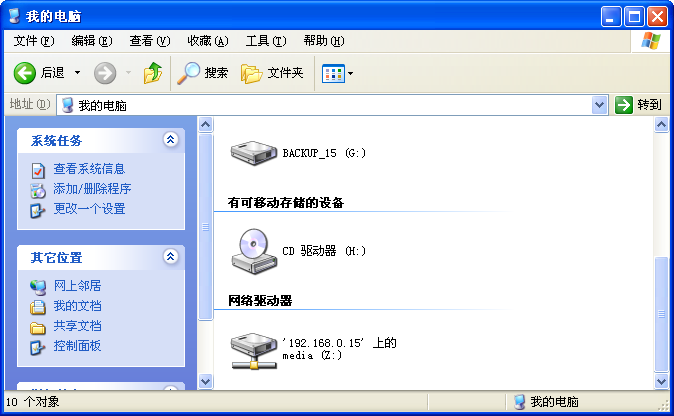 我的电脑
文件(F) 编辑(E) 查看(V) 收藏(A) 工具(T) 帮助(H)
后退 搜索 文件夹
地址(D) 我的电脑 转到
系统任务
查看系统信息
添加/删除程序
更改一个设置
其它位置
网上邻居
我的文档
共享文档
控制面板
BACKUP_15 (G:)
有可移动存储的设备
CD 驱动器 (H:)
网络驱动器
'192.168.0.15' 上的
media (Z:)
10 个对象 我的电脑